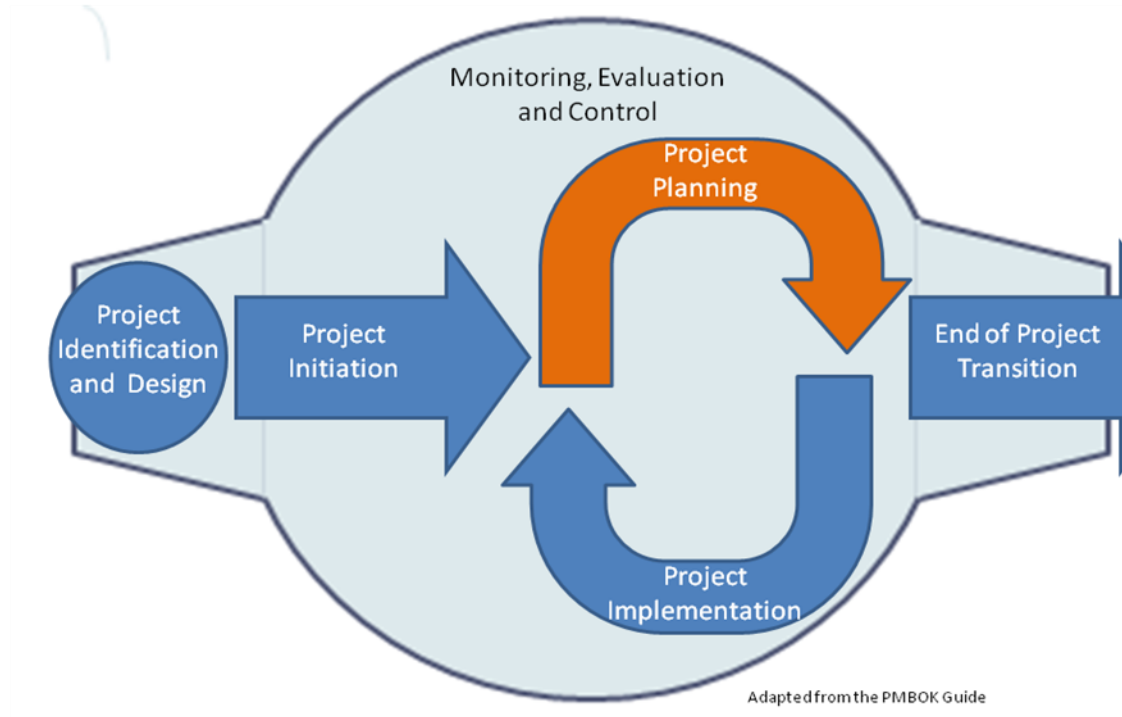 Monitoring, Evaluation
and Control
Project
Planning
Project
Identification
and Design
Project
Initiation
End of Project
Transition
Project
Implementation
Adapted from the PMBOK Guide